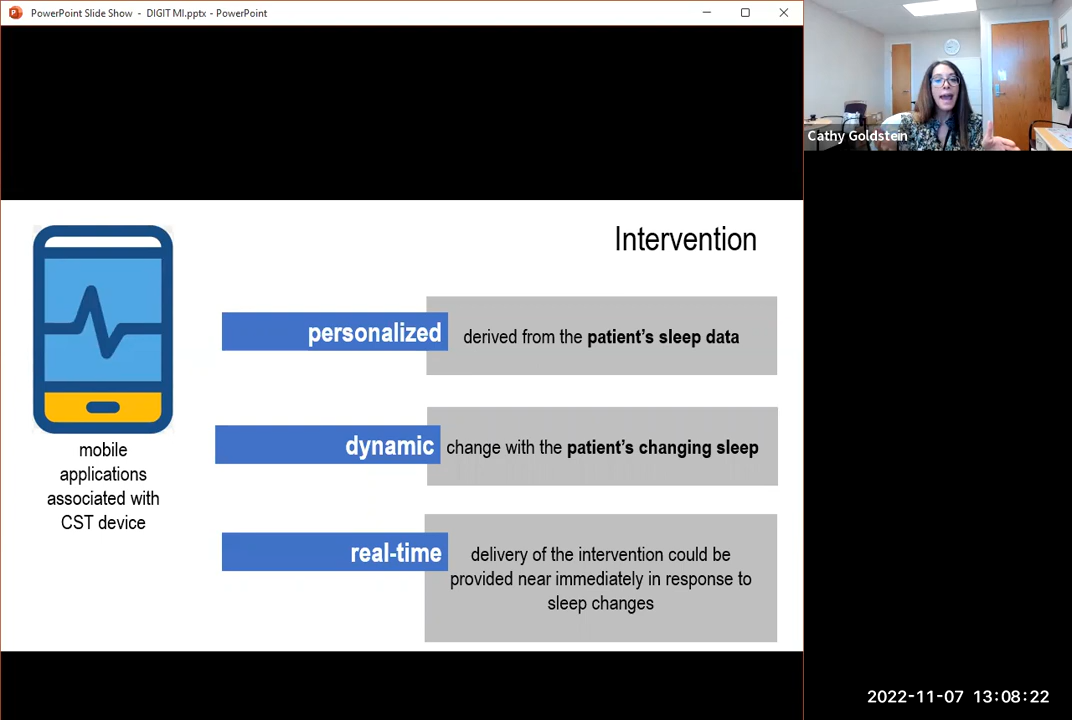 PowerPoint Slide Show - DIGIT MI.pptx - PowerPoint
Cathy Goldstein
Intervention
personalized
derived from the patient's sleep data
dynamic
change with the patient's changing sleep
real-time
delivery of the intervention could be
provided near immediately in response to
sleep changes
mobile
applications
associated with
CST device
2022-11-07 13:08:22